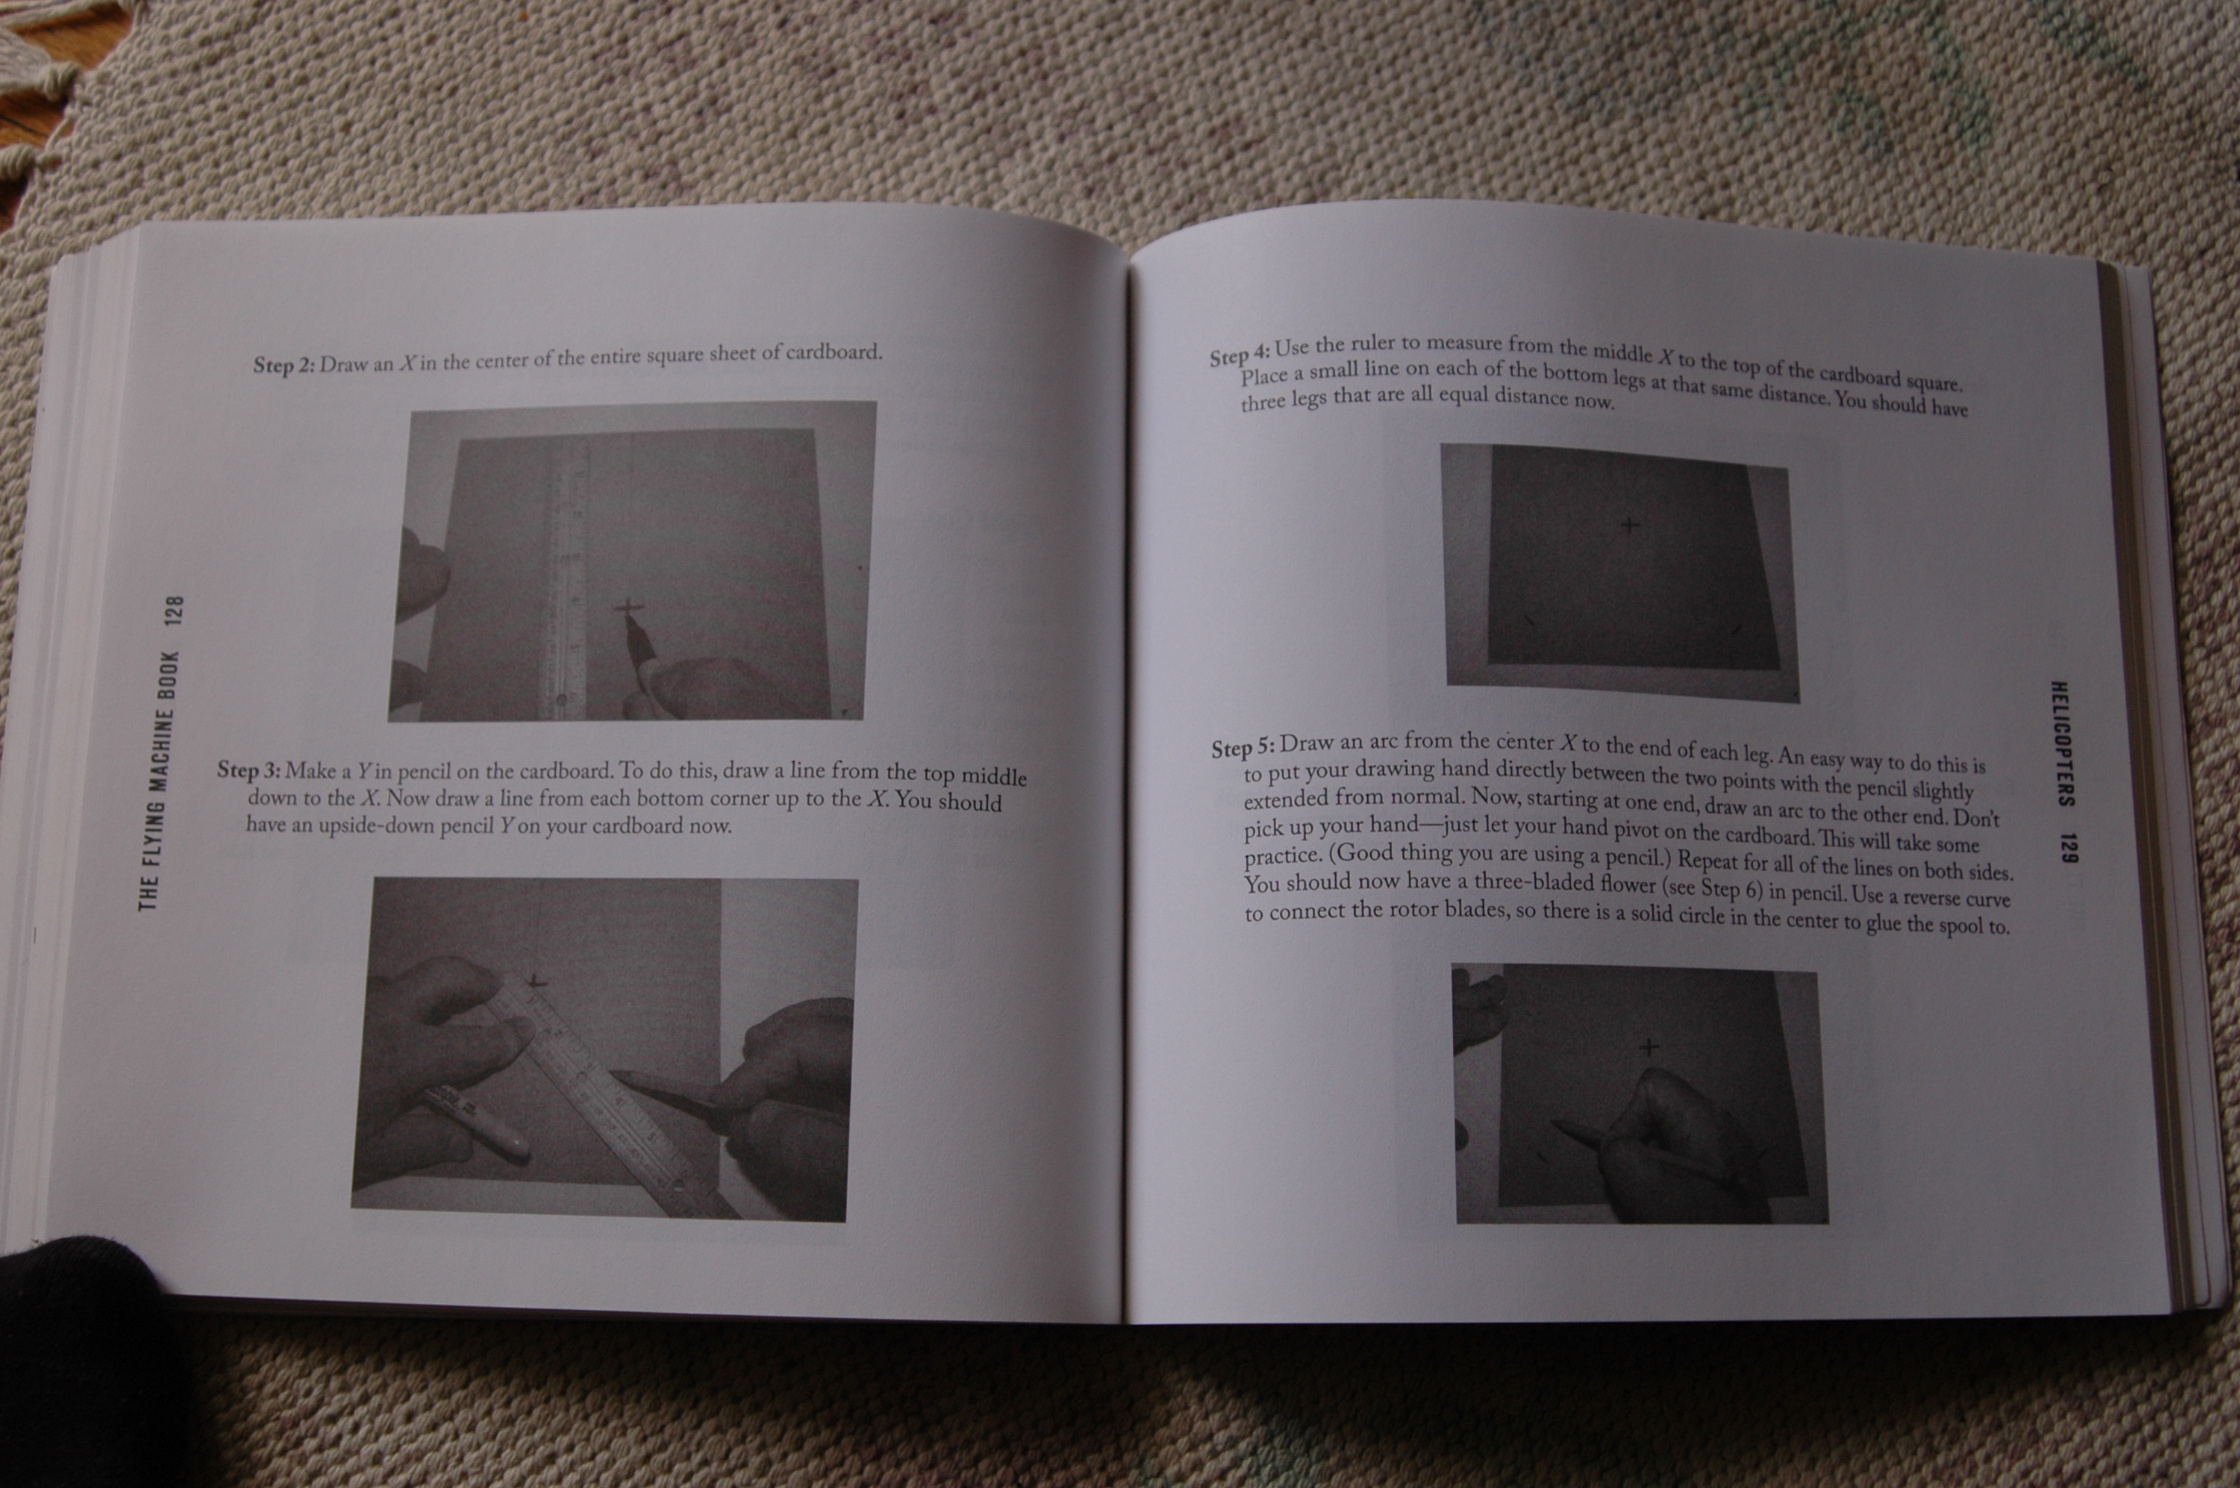 Step 2: Draw an X in the center of the entire square sheet of cardboard.
Step 3: Make a Y in pencil on the cardboard. To do this, draw a line from the top middle
down to the X. Now draw a line from each bottom corner up to the X. You should
have an upside-down pencil Y on your cardboard now.
THE FLYING MACHINE BOOK 128
Step 4: Use the ruler to measure from the middle X to the top of the cardboard square.
Place a small line on each of the bottom legs at that same distance. You should have
three legs that are all equal distance now.
Step 5: Draw an arc from the center X to the end of each leg. An easy way to do this is
to put your drawing hand directly between the two points with the pencil slightly
extended from normal. Now, starting at one end, draw an arc to the other end. Don't
pick up your hand—just let your hand pivot on the cardboard. This will take some
practice. (Good thing you are using a pencil.) Repeat for all of the lines on both sides.
You should now have a three-bladed flower (see Step 6) in pencil. Use a reverse curve
to connect the rotor blades, so there is a solid circle in the center to glue the spool to.
HELICOPTERS 129